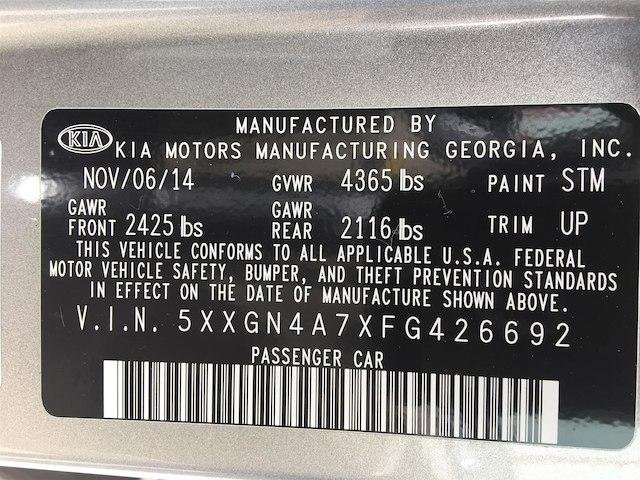 MANUFACTURED BY
KIA KIA MOTORS MANUFACTURING GEORGIA, INC.
NOV/06/14 GVWR 4365 lbs PAINT STM
GAWR FRONT 2425 lbs GAWR REAR 2116 lbs TRIM UP
THIS VEHICLE CONFORMS TO ALL APPLICABLE U.S.A. FEDERAL
MOTOR VEHICLE SAFETY, BUMPER, AND THEFT PREVENTION STANDARDS
IN EFFECT ON THE DATE OF MANUFACTURE SHOWN ABOVE.
V.I.N. 5XXGN4A7XFG426692
PASSENGER CAR